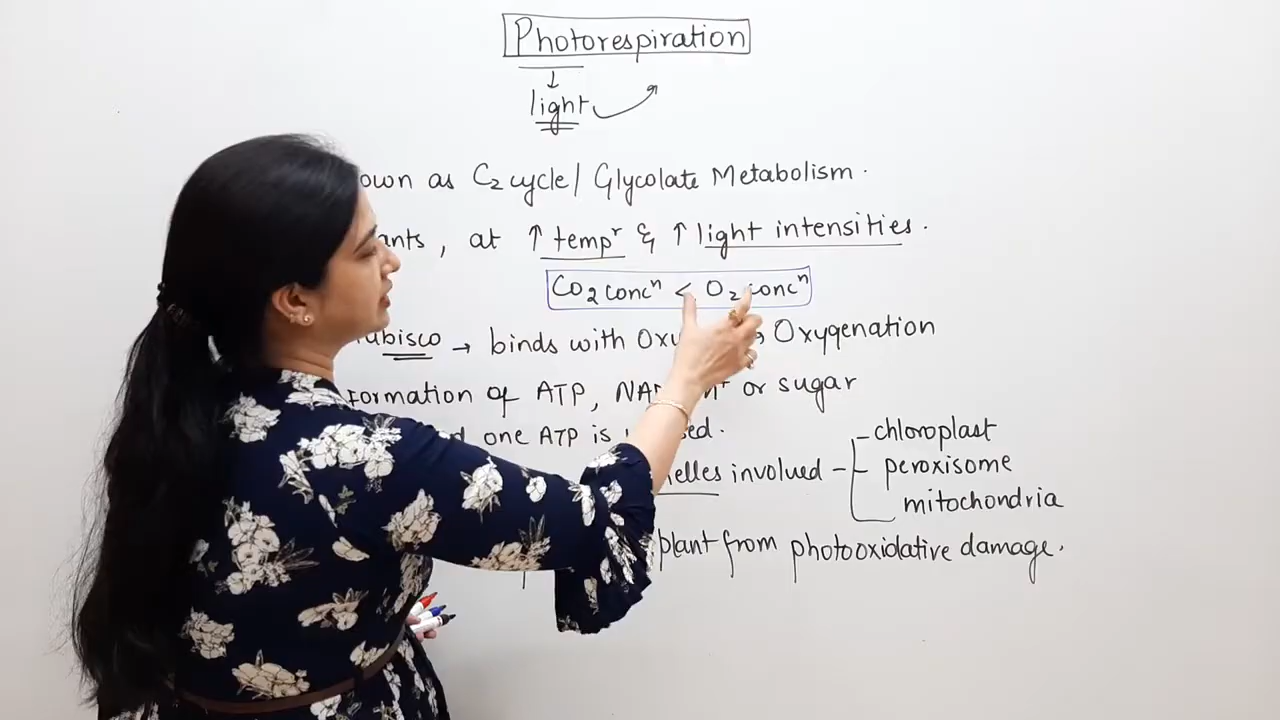 Photorespiration
↓
light
own as C2 cycle / Glycolate Metabolism.
ants, at ↑ tempʳ & ↑ light intensities.
Co2 concⁿ < O2 concⁿ
ubisco → binds with Oxy → Oxygenation
Formation of ATP, NA H⁺ or sugar
d one ATP is u sed.
elles involved - chloroplast
peroxisome
mitochondria
plant from photooxidative damage.